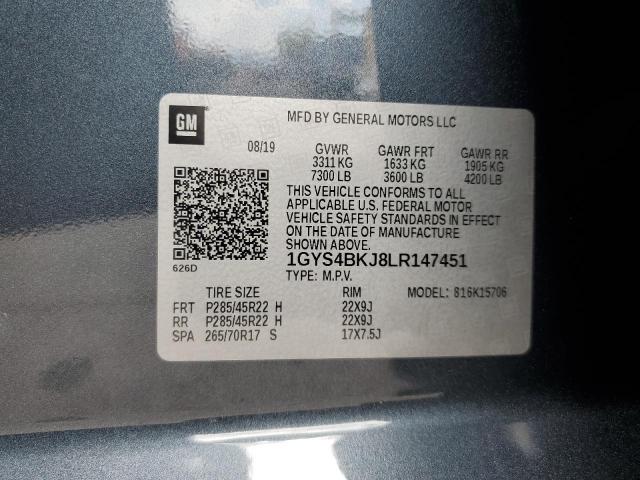 GM
MFD BY GENERAL MOTORS LLC
08/19 GVWR GAWR FRT GAWR RR
3311 KG 1633 KG 1905 KG
7300 LB 3600 LB 4200 LB
THIS VEHICLE CONFORMS TO ALL
APPLICABLE U.S. FEDERAL MOTOR
VEHICLE SAFETY STANDARDS IN EFFECT
ON THE DATE OF MANUFACTURE
SHOWN ABOVE.
1GYS4BKJ8LR147451
626D
TYPE: M.P.V.
TIRE SIZE RIM MODEL: 816K15706
FRT P285/45R22 H 22X9J
RR P285/45R22 H 22X9J
SPA 265/70R17 S 17X7.5J